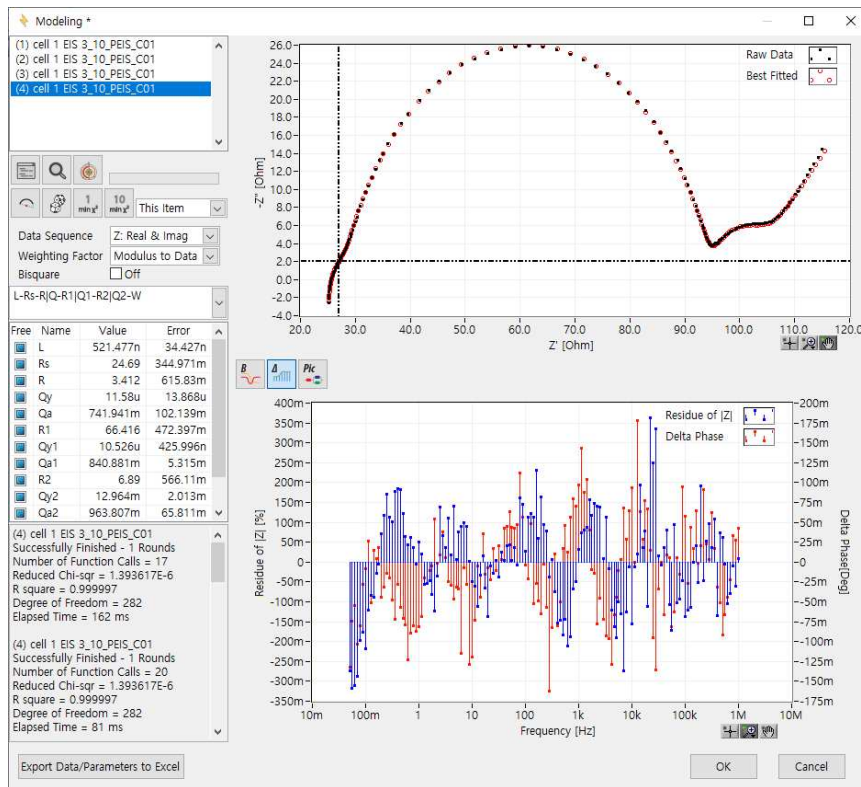 Modeling *
(1) cell 1 EIS 3_10_PEIS_C01
(2) cell 1 EIS 3_10_PEIS_C01
(3) cell 1 EIS 3_10_PEIS_C01
(4) cell 1 EIS 3_10_PEIS_C01
1 min χ²
10 min χ²
This Item
Data Sequence Z: Real & Imag
Weighting Factor Modulus to Data
Bisquare Off
L-Rs-R|Q-R1|Q1-R2|Q2-W
Free Name Value Error
L 521.477n 34.427n
Rs 24.69 344.971m
R 3.412 615.83m
Qy 11.58u 13.868u
Qa 741.941m 102.139m
R1 66.416 472.397m
Qy1 10.526u 425.996n
Qa1 840.881m 5.315m
R2 6.89 566.11m
Qy2 12.964m 2.013m
Qa2 963.807m 65.811m
(4) cell 1 EIS 3_10_PEIS_C01
Successfully Finished - 1 Rounds
Number of Function Calls = 17
Reduced Chi-sqr = 1.393617E-6
R square = 0.999997
Degree of Freedom = 282
Elapsed Time = 162 ms
(4) cell 1 EIS 3_10_PEIS_C01
Successfully Finished - 1 Rounds
Number of Function Calls = 20
Reduced Chi-sqr = 1.393617E-6
R square = 0.999997
Degree of Freedom = 282
Elapsed Time = 81 ms
Export Data/Parameters to Excel
-Z" [Ohm]
26.0
24.0
22.0
20.0
18.0
16.0
14.0
12.0
10.0
8.0
6.0
4.0
2.0
0.0
-2.0
-4.0
20.0 30.0 40.0 50.0 60.0 70.0 80.0 90.0 100.0 110.0 120.0
Z' [Ohm]
Raw Data
Best Fitted
B
Δ
Pic
Residue of |Z| [%]
400m
350m
300m
250m
200m
150m
100m
50m
0
-50m
-100m
-150m
-200m
-250m
-300m
-350m
Residue of |Z|
Delta Phase
200m
175m
150m
125m
100m
75m
50m
25m
0
-25m
-50m
-75m
-100m
-125m
-150m
-175m
Delta Phase[Deg]
10m 100m 1 10 100 1k 10k 100k 1M 10M
Frequency [Hz]
OK
Cancel